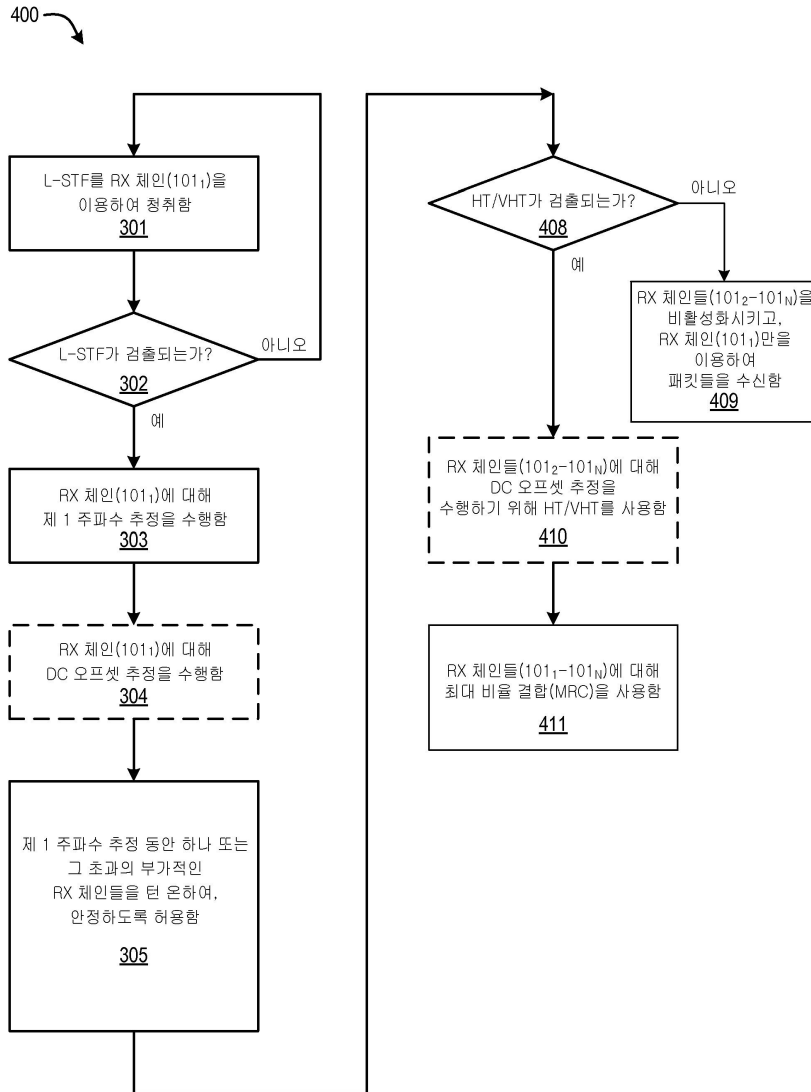 400
L-STF를 RX 체인(101₁)을
이용하여 청취함
301
L-STF가 검출되는가?
302
아니오
예
RX 체인(101₁)에 대해
제 1 주파수 추정을 수행함
303
RX 체인(101₁)에 대해
DC 오프셋 추정을 수행함
304
제 1 주파수 추정 동안 하나 또는
그 초과의 부가적인
RX 체인들을 턴 온하여,
안정하도록 허용함
305
HT/VHT가 검출되는가?
408
아니오
예
RX 체인들(101₂-101_N)을
비활성화시키고,
RX 체인(101₁)만을
이용하여
패킷들을 수신함
409
RX 체인들(101₂-101_N)에 대해
DC 오프셋 추정을
수행하기 위해 HT/VHT를 사용함
410
RX 체인들(101₁-101_N)에 대해
최대 비율 결합(MRC)을 사용함
411